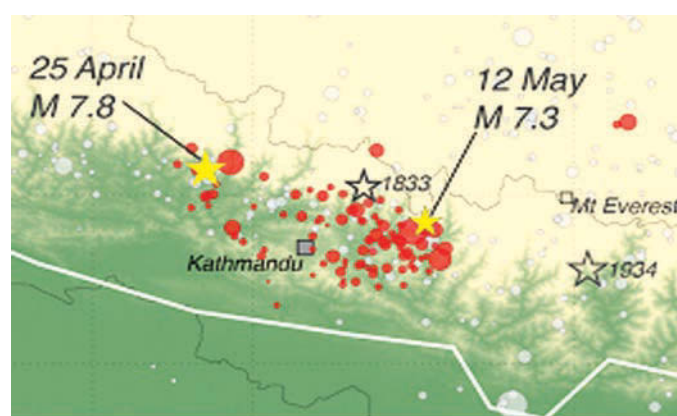 25 April
M 7.8
12 May
M 7.3
1833
Mt Everest
Kathmandu
1934